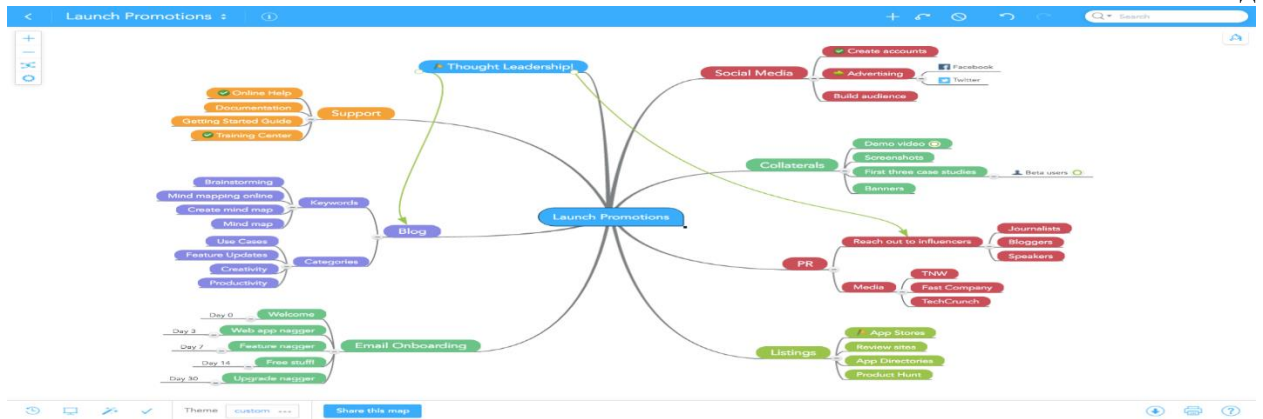 Launch Promotions
Search
Thought Leadership!
Support
Online Help
Documentation
Getting Started Guide
Training Center
Blog
Keywords
Brainstorming
Mind mapping online
Create mind map
Mind map
Categories
Use Cases
Feature Updates
Creativity
Productivity
Email Onboarding
Day 0 Welcome
Day 3 Web app nagger
Day 7 Feature nagger
Day 14 Free stuff!
Day 30 Upgrade nagger
Launch Promotions
Social Media
Create accounts
Advertising
Facebook
Twitter
Build audience
Collaterals
Demo video
Screenshots
First three case studies
Beta users
Banners
PR
Reach out to influencers
Journalists
Bloggers
Speakers
Media
TNW
Fast Company
TechCrunch
Listings
App Stores
Review sites
App Directories
Product Hunt
Theme custom ...
Share this map